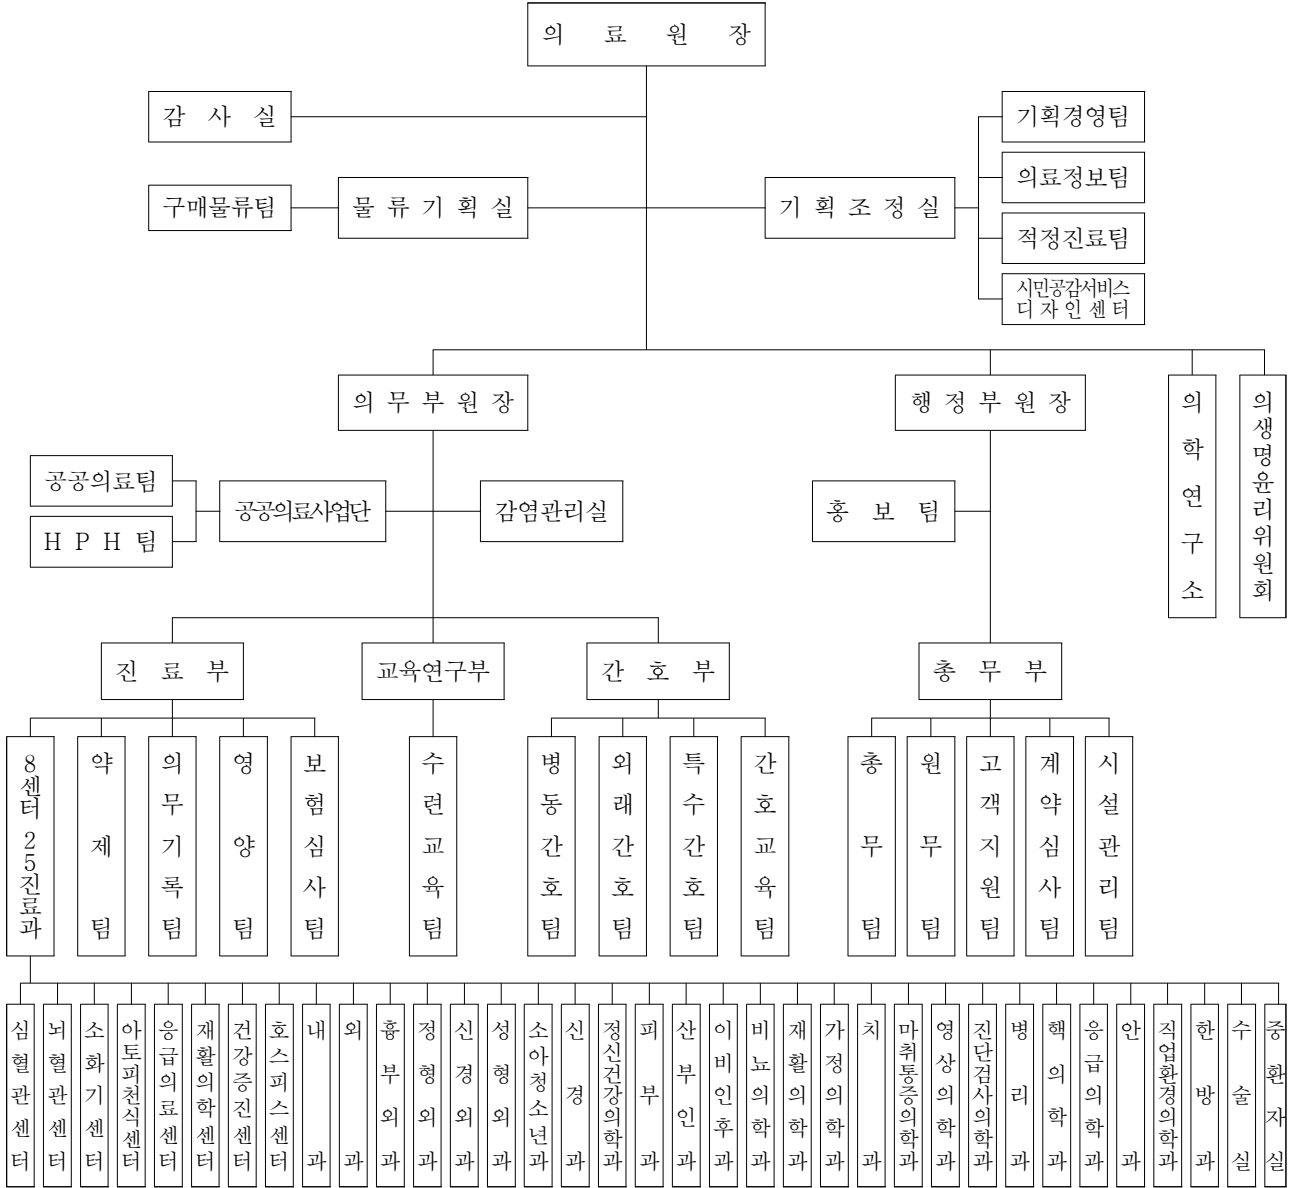 의 료 원 장
감 사 실
기획경영팀
의료정보팀
구매물류팀
물 류 기 획 실
기 획 조 정 실
적정진료팀
시민공감서비스
디 자 인 센 터
의 무 부 원 장
행 정 부 원 장
의 학 연 구 소
의생명윤리위원회
공공의료팀
H P H 팀
공공의료사업단
감염관리실
홍 보 팀
진 료 부
교육연구부
간 호 부
총 무 부
8센터 25진료과
약 제 팀
의 무 기 록 팀
영 양 팀
보 험 심 사 팀
수 련 교 육 팀
병 동 간 호 팀
외 래 간 호 팀
특 수 간 호 팀
간 호 교 육 팀
총 무 팀
원 무 팀
고 객 지 원 팀
계 약 심 사 팀
시 설 관 리 팀
심 혈 관 센 터
뇌 혈 관 센 터
소 화 기 센 터
아토피천식센터
응급의료센터
재활의학센터
건강증진센터
호스피스센터
내 과
외 과
흉 부 외 과
정 형 외 과
신 경 외 과
성 형 외 과
소아청소년과
신 경 과
정신건강의학과
피 부 과
산 부 인 과
이 비 인 후 과
비 뇨 의 학 과
재 활 의 학 과
가 정 의 학 과
치 과
마취통증의학과
영 상 의 학 과
진단검사의학과
병 리 과
핵 의 학 과
응 급 의 학 과
안 과
직업환경의학과
한 방 과
수 술 실
중 환 자 실